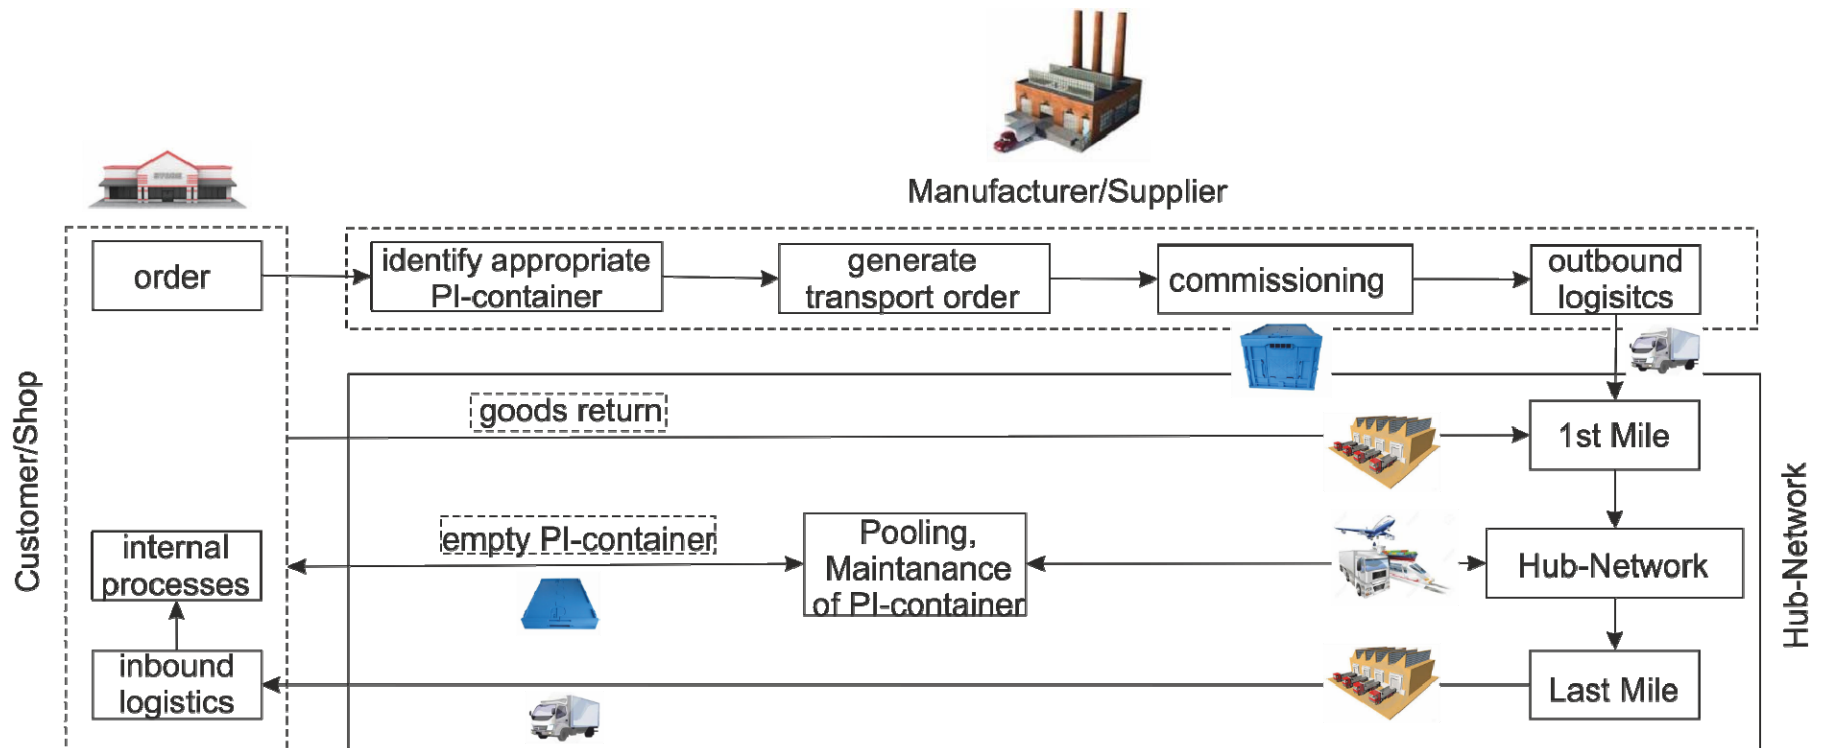 STORE
Manufacturer/Supplier
order
identify appropriate
PI-container
generate
transport order
commissioning
outbound
logisitcs
Customer/Shop
goods return
1st Mile
internal
processes
empty PI-container
Pooling,
Maintanance
of PI-container
Hub-Network
Hub-Network
inbound
logistics
Last Mile